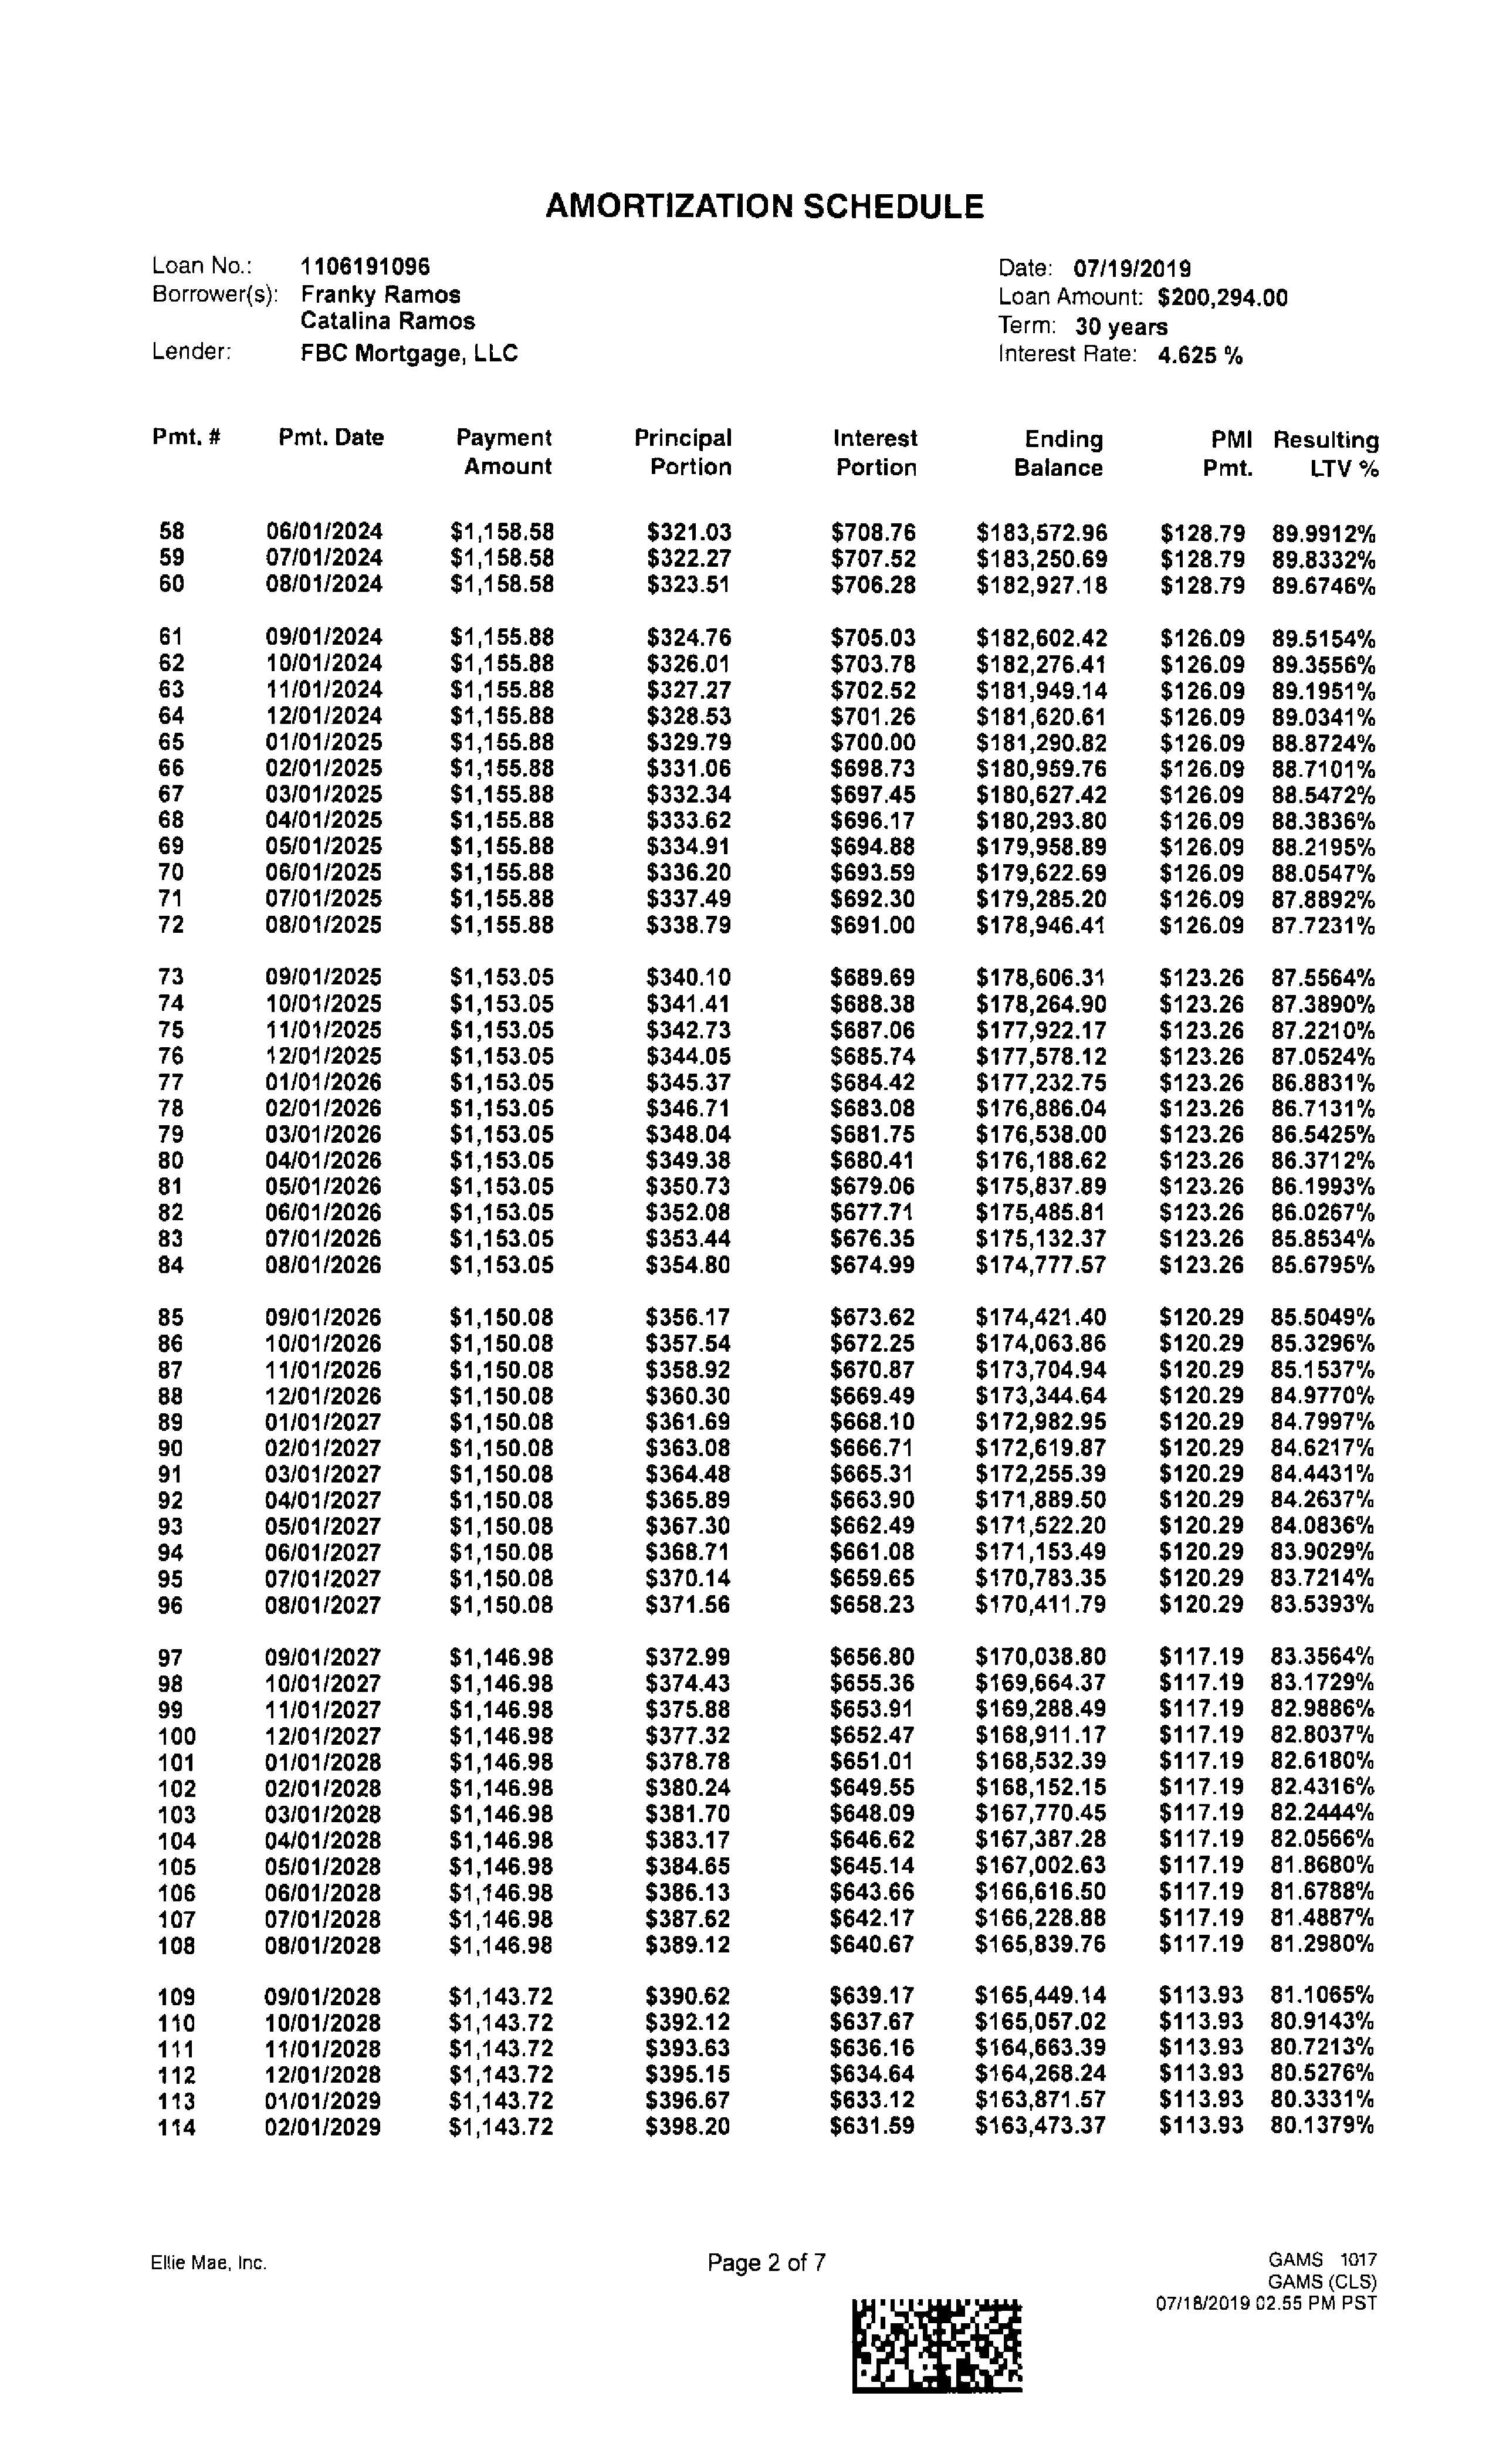 AMORTIZATION SCHEDULE
Loan No.: 1106191096 Date: 07/19/2019
Borrower(s): Franky Ramos Loan Amount: $200,294.00
Catalina Ramos Term: 30 years
Lender: FBC Mortgage, LLC Interest Rate: 4.625 %
Pmt. # Pmt. Date Payment Principal Interest Ending PMI Resulting
Amount Portion Portion Balance Pmt. LTV %
58 06/01/2024 $1,158.58 $321.03 $708.76 $183,572.96 $128.79 89.9912%
59 07/01/2024 $1,158.58 $322.27 $707.52 $183,250.69 $128.79 89.8332%
60 08/01/2024 $1,158.58 $323.51 $706.28 $182,927.18 $128.79 89.6746%
61 09/01/2024 $1,155.88 $324.76 $705.03 $182,602.42 $126.09 89.5154%
62 10/01/2024 $1,155.88 $326.01 $703.78 $182,276.41 $126.09 89.3556%
63 11/01/2024 $1,155.88 $327.27 $702.52 $181,949.14 $126.09 89.1951%
64 12/01/2024 $1,155.88 $328.53 $701.26 $181,620.61 $126.09 89.0341%
65 01/01/2025 $1,155.88 $329.79 $700.00 $181,290.82 $126.09 88.8724%
66 02/01/2025 $1,155.88 $331.06 $698.73 $180,959.76 $126.09 88.7101%
67 03/01/2025 $1,155.88 $332.34 $697.45 $180,627.42 $126.09 88.5472%
68 04/01/2025 $1,155.88 $333.62 $696.17 $180,293.80 $126.09 88.3836%
69 05/01/2025 $1,155.88 $334.91 $694.88 $179,958.89 $126.09 88.2195%
70 06/01/2025 $1,155.88 $336.20 $693.59 $179,622.69 $126.09 88.0547%
71 07/01/2025 $1,155.88 $337.49 $692.30 $179,285.20 $126.09 87.8892%
72 08/01/2025 $1,155.88 $338.79 $691.00 $178,946.41 $126.09 87.7231%
73 09/01/2025 $1,153.05 $340.10 $689.69 $178,606.31 $123.26 87.5564%
74 10/01/2025 $1,153.05 $341.41 $688.38 $178,264.90 $123.26 87.3890%
75 11/01/2025 $1,153.05 $342.73 $687.06 $177,922.17 $123.26 87.2210%
76 12/01/2025 $1,153.05 $344.05 $685.74 $177,578.12 $123.26 87.0524%
77 01/01/2026 $1,153.05 $345.37 $684.42 $177,232.75 $123.26 86.8831%
78 02/01/2026 $1,153.05 $346.71 $683.08 $176,886.04 $123.26 86.7131%
79 03/01/2026 $1,153.05 $348.04 $681.75 $176,538.00 $123.26 86.5425%
80 04/01/2026 $1,153.05 $349.38 $680.41 $176,188.62 $123.26 86.3712%
81 05/01/2026 $1,153.05 $350.73 $679.06 $175,837.89 $123.26 86.1993%
82 06/01/2026 $1,153.05 $352.08 $677.71 $175,485.81 $123.26 86.0267%
83 07/01/2026 $1,153.05 $353.44 $676.35 $175,132.37 $123.26 85.8534%
84 08/01/2026 $1,153.05 $354.80 $674.99 $174,777.57 $123.26 85.6795%
85 09/01/2026 $1,150.08 $356.17 $673.62 $174,421.40 $120.29 85.5049%
86 10/01/2026 $1,150.08 $357.54 $672.25 $174,063.86 $120.29 85.3296%
87 11/01/2026 $1,150.08 $358.92 $670.87 $173,704.94 $120.29 85.1537%
88 12/01/2026 $1,150.08 $360.30 $669.49 $173,344.64 $120.29 84.9770%
89 01/01/2027 $1,150.08 $361.69 $668.10 $172,982.95 $120.29 84.7997%
90 02/01/2027 $1,150.08 $363.08 $666.71 $172,619.87 $120.29 84.6217%
91 03/01/2027 $1,150.08 $364.48 $665.31 $172,255.39 $120.29 84.4431%
92 04/01/2027 $1,150.08 $365.89 $663.90 $171,889.50 $120.29 84.2637%
93 05/01/2027 $1,150.08 $367.30 $662.49 $171,522.20 $120.29 84.0836%
94 06/01/2027 $1,150.08 $368.71 $661.08 $171,153.49 $120.29 83.9029%
95 07/01/2027 $1,150.08 $370.14 $659.65 $170,783.35 $120.29 83.7214%
96 08/01/2027 $1,150.08 $371.56 $658.23 $170,411.79 $120.29 83.5393%
97 09/01/2027 $1,146.98 $372.99 $656.80 $170,038.80 $117.19 83.3564%
98 10/01/2027 $1,146.98 $374.43 $655.36 $169,664.37 $117.19 83.1729%
99 11/01/2027 $1,146.98 $375.88 $653.91 $169,288.49 $117.19 82.9886%
100 12/01/2027 $1,146.98 $377.32 $652.47 $168,911.17 $117.19 82.8037%
101 01/01/2028 $1,146.98 $378.78 $651.01 $168,532.39 $117.19 82.6180%
102 02/01/2028 $1,146.98 $380.24 $649.55 $168,152.15 $117.19 82.4316%
103 03/01/2028 $1,146.98 $381.70 $648.09 $167,770.45 $117.19 82.2444%
104 04/01/2028 $1,146.98 $383.17 $646.62 $167,387.28 $117.19 82.0566%
105 05/01/2028 $1,146.98 $384.65 $645.14 $167,002.63 $117.19 81.8680%
106 06/01/2028 $1,146.98 $386.13 $643.66 $166,616.50 $117.19 81.6788%
107 07/01/2028 $1,146.98 $387.62 $642.17 $166,228.88 $117.19 81.4887%
108 08/01/2028 $1,146.98 $389.12 $640.67 $165,839.76 $117.19 81.2980%
109 09/01/2028 $1,143.72 $390.62 $639.17 $165,449.14 $113.93 81.1065%
110 10/01/2028 $1,143.72 $392.12 $637.67 $165,057.02 $113.93 80.9143%
111 11/01/2028 $1,143.72 $393.63 $636.16 $164,663.39 $113.93 80.7213%
112 12/01/2028 $1,143.72 $395.15 $634.64 $164,268.24 $113.93 80.5276%
113 01/01/2029 $1,143.72 $396.67 $633.12 $163,871.57 $113.93 80.3331%
114 02/01/2029 $1,143.72 $398.20 $631.59 $163,473.37 $113.93 80.1379%
Ellie Mae, Inc. Page 2 of 7 GAMS 1017
GAMS (CLS)
07/18/2019 02:55 PM PST